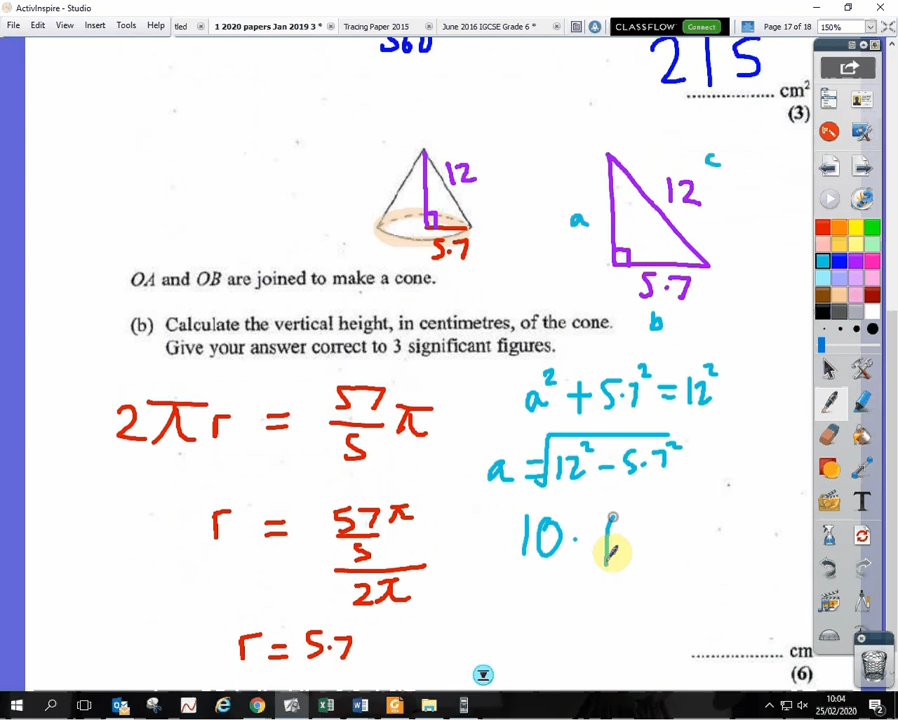 ActivInspire - Studio
File Edit View Insert Tools Help
tled 1 2020 papers Jan 2019 3 * Tracing Paper 2015 June 2016 IGCSE Grade 6 * CLASSFLOW Connect Page 17 of 18 150%
360
215
cm²
(3)
12
5.7
a
12
c
5.7
b
OA and OB are joined to make a cone.
(b) Calculate the vertical height, in centimetres, of the cone.
Give your answer correct to 3 significant figures.
2πr = 57/5 π
a² + 5.7² = 12²
a = √12² − 5.7²
r = 57π/5 / 2π
10.
r = 5.7
cm
(6)
10:04
25/02/2020